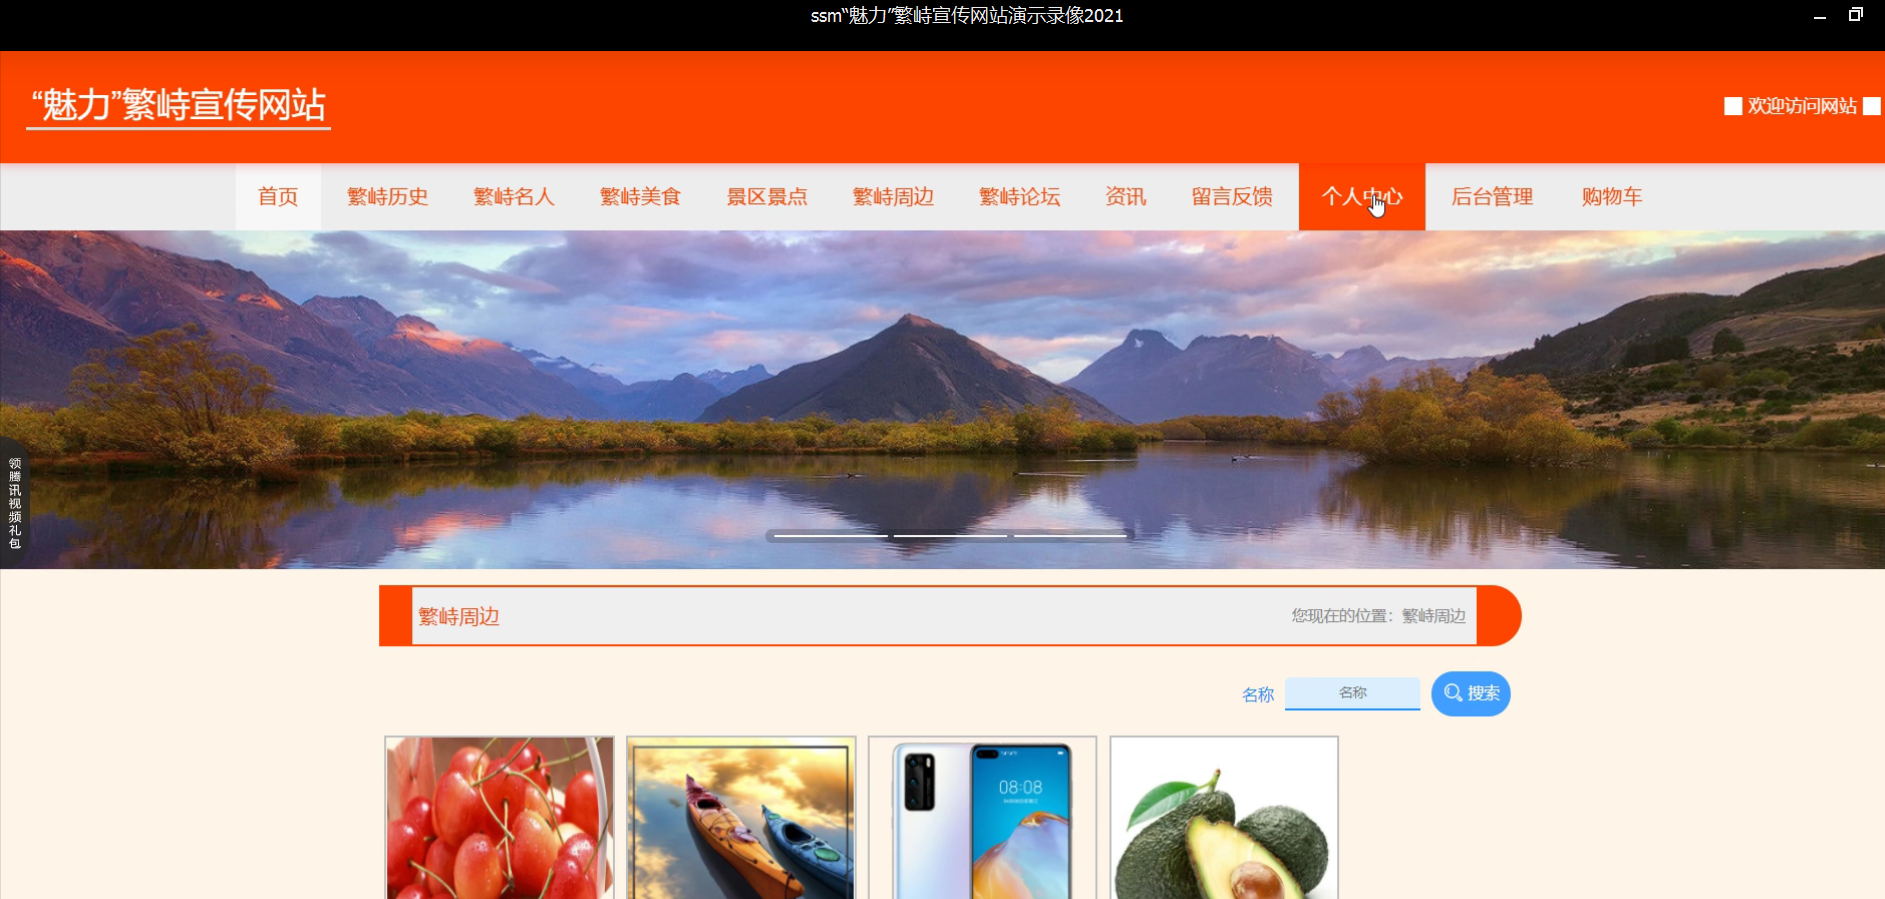 ssm“魅力”繁峙宣传网站演示录像2021
“魅力”繁峙宣传网站
欢迎访问网站
首页 繁峙历史 繁峙名人 繁峙美食 景区景点 繁峙周边 繁峙论坛 资讯 留言反馈 个人中心 后台管理 购物车
领腾讯视频礼包
繁峙周边
您现在的位置：繁峙周边
名称 名称 搜索
08:08